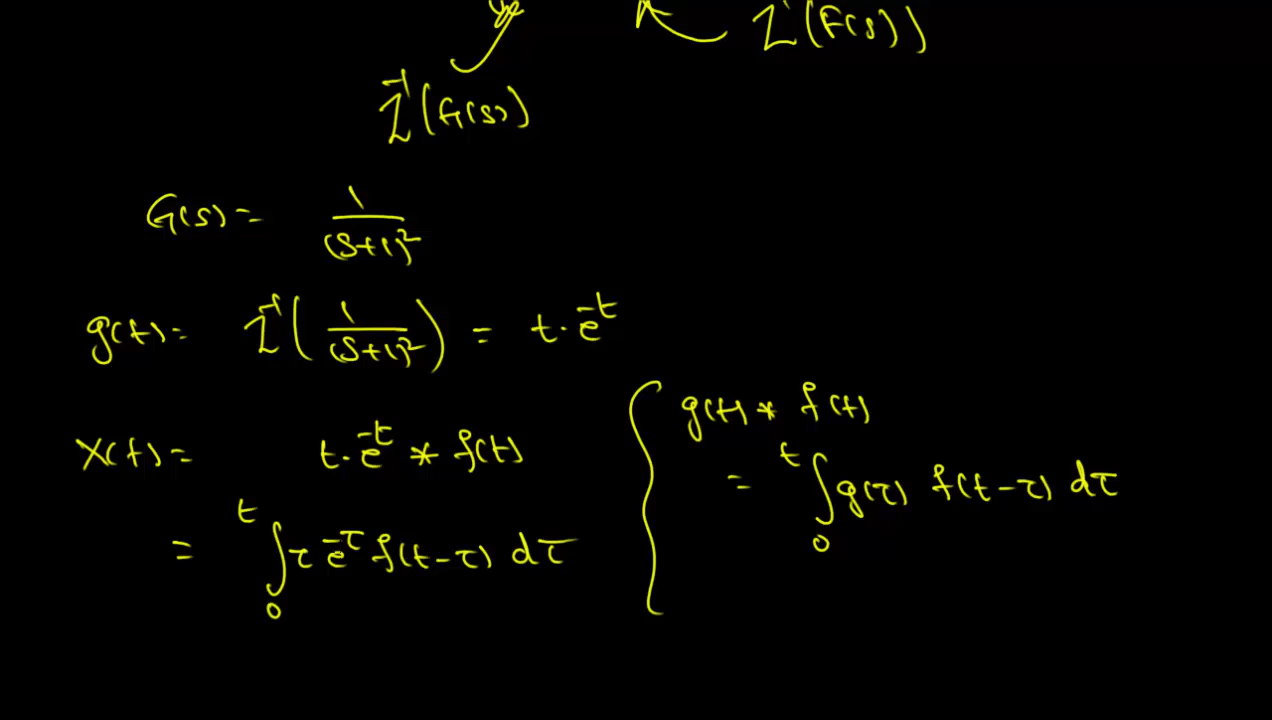 ℒ⁻¹(F(s))
ℒ⁻¹(G(s))
G(s) = 1/(s+1)²
g(t) = ℒ⁻¹(1/(s+1)²) = t·e⁻ᵗ
x(t) = t·e⁻ᵗ * f(t)
= ∫₀ᵗ τ e^(-τ) f(t-τ) dτ
{ g(t) * f(t)
= ∫₀ᵗ g(τ) f(t-τ) dτ